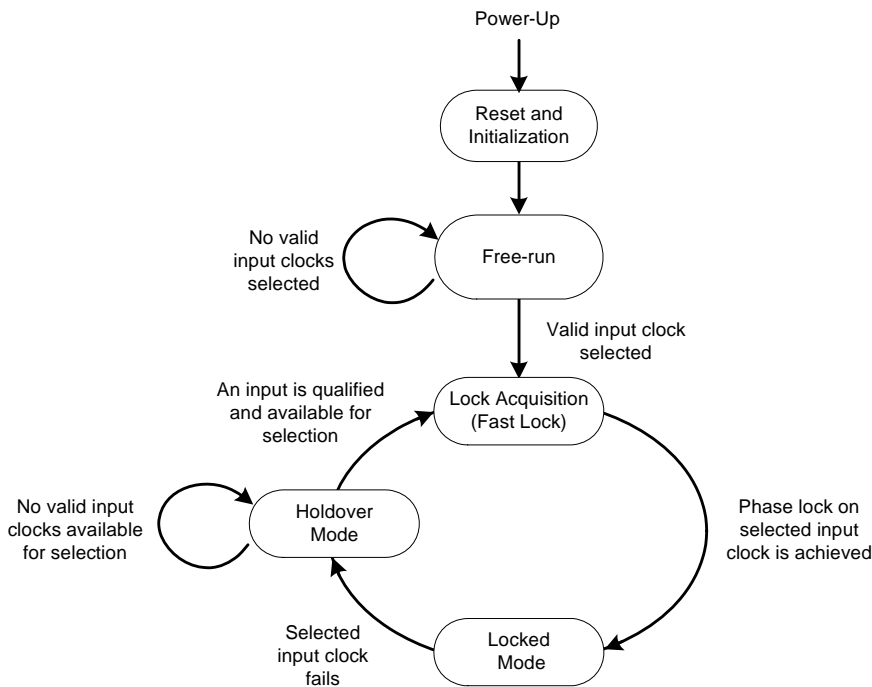 Power-Up
Reset and
Initialization
No valid
input clocks
selected
Free-run
Valid input clock
selected
An input is qualified
and available for
selection
Lock Acquisition
(Fast Lock)
No valid input
clocks available
for selection
Holdover
Mode
Phase lock on
selected input
clock is achieved
Selected
input clock
fails
Locked
Mode